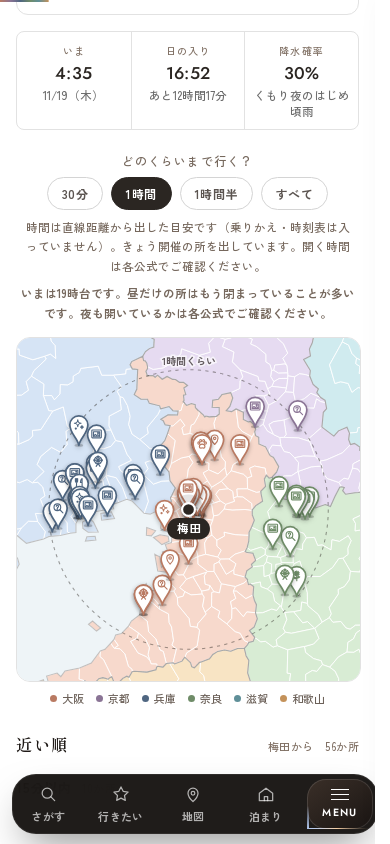 いま
4:35
11/19（木）
日の入り
16:52
あと12時間17分
降水確率
30%
くもり夜のはじめ
頃雨
どのくらいまで行く？
30分
1時間
1時間半
すべて
時間は直線距離から出した目安です（乗りかえ・時刻表は入
っていません）。きょう開催の所を出しています。開く時間
は各公式でご確認ください。
いまは19時台です。昼だけの所はもう閉まっていることが多い
です。夜も開いているかは各公式でご確認ください。
1時間くらい
梅田
大阪
京都
兵庫
奈良
滋賀
和歌山
近い順
梅田から 56か所
さがす
行きたい
地図
泊まり
MENU